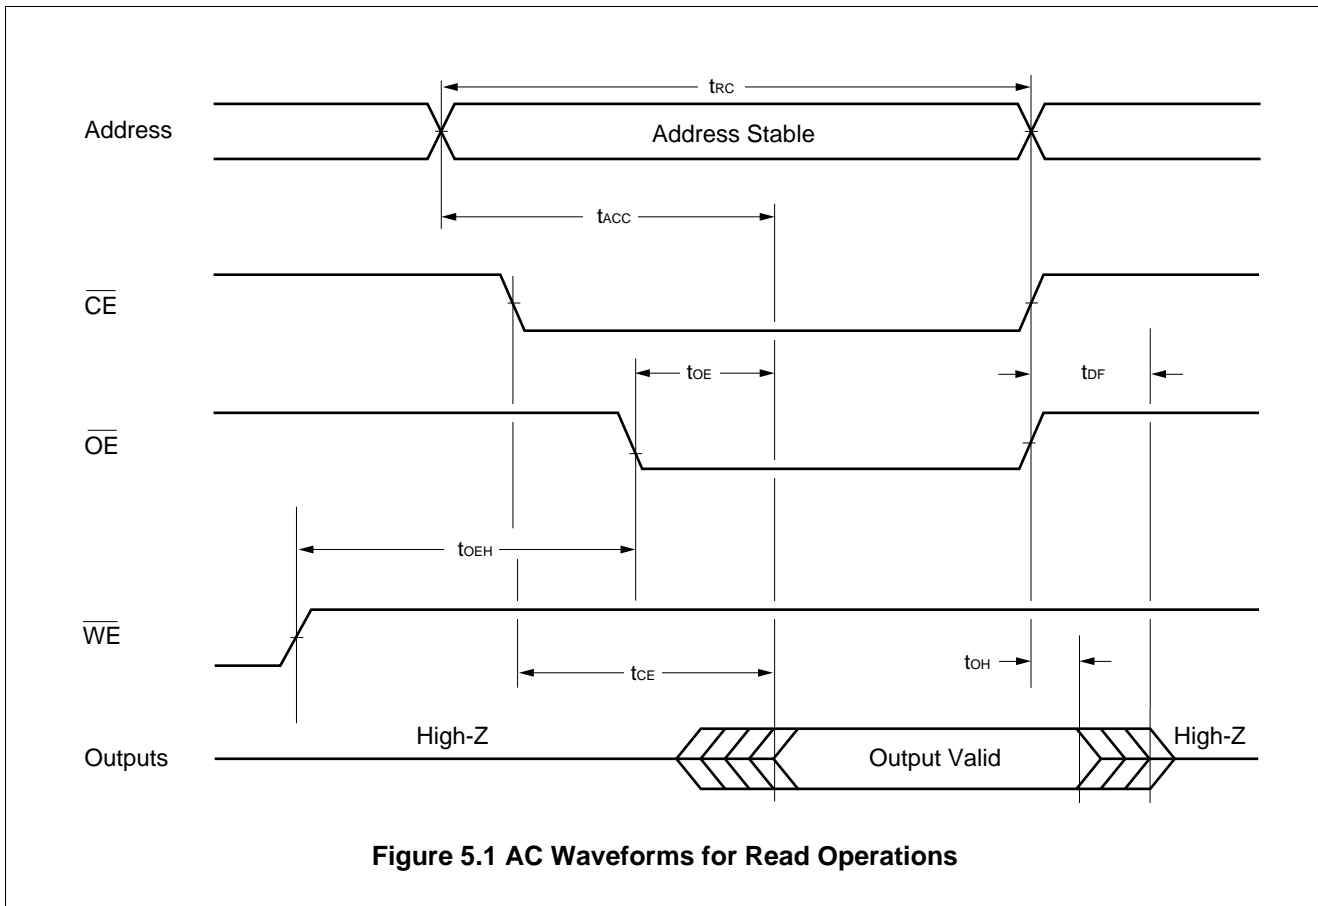 tRC
Address
Address Stable
tACC
CE
tOE
tDF
OE
tOEH
WE
tOH
tCE
High-Z
High-Z
Outputs
Output Valid
Figure 5.1 AC Waveforms for Read Operations